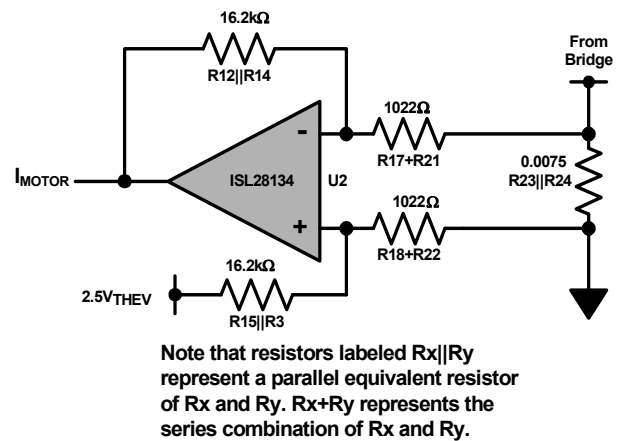 16.2kΩ
R12||R14
From
Bridge
1022Ω
R17+R21
0.0075
R23||R24
-
IMOTOR
ISL28134
U2
1022Ω
R18+R22
+
16.2kΩ
2.5VTHEV
R15||R3
Note that resistors labeled Rx||Ry
represent a parallel equivalent resistor
of Rx and Ry. Rx+Ry represents the
series combination of Rx and Ry.